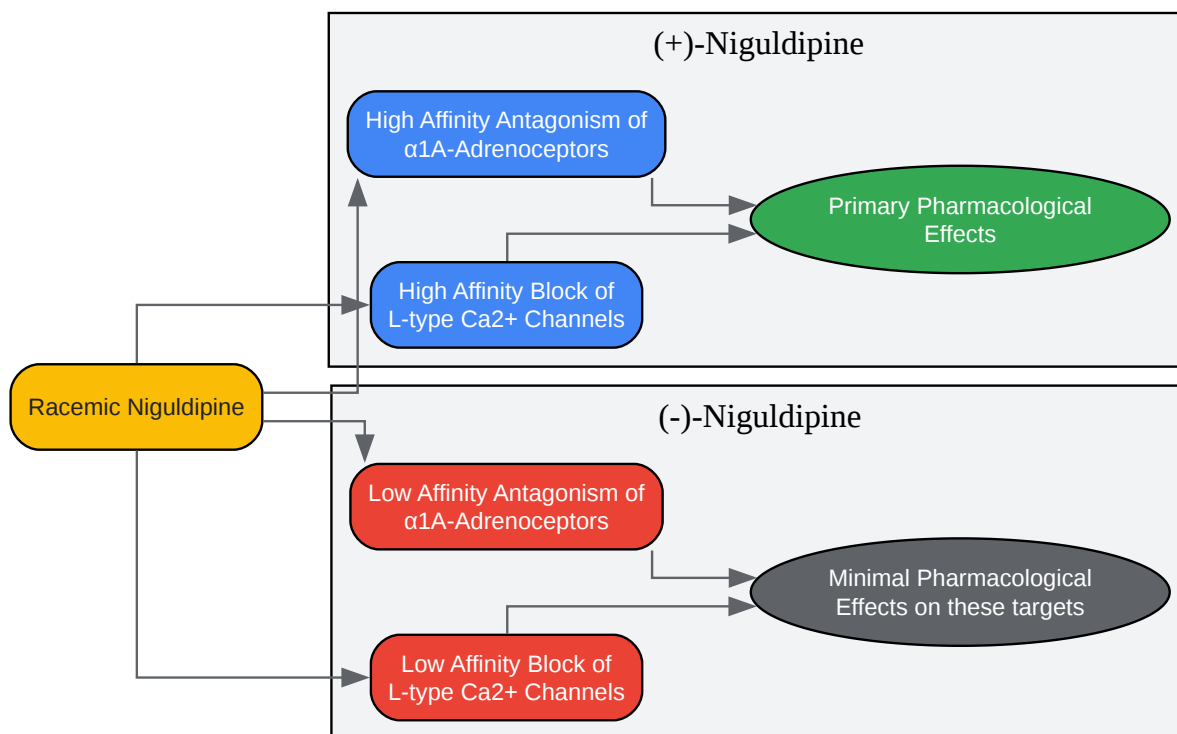 (+)-Niguldipine
High Affinity Antagonism of
α1A-Adrenoceptors
Primary Pharmacological
Effects
High Affinity Block of
L-type Ca2+ Channels
Racemic Niguldipine
(-)-Niguldipine
Low Affinity Antagonism of
α1A-Adrenoceptors
Minimal Pharmacological
Effects on these targets
Low Affinity Block of
L-type Ca2+ Channels